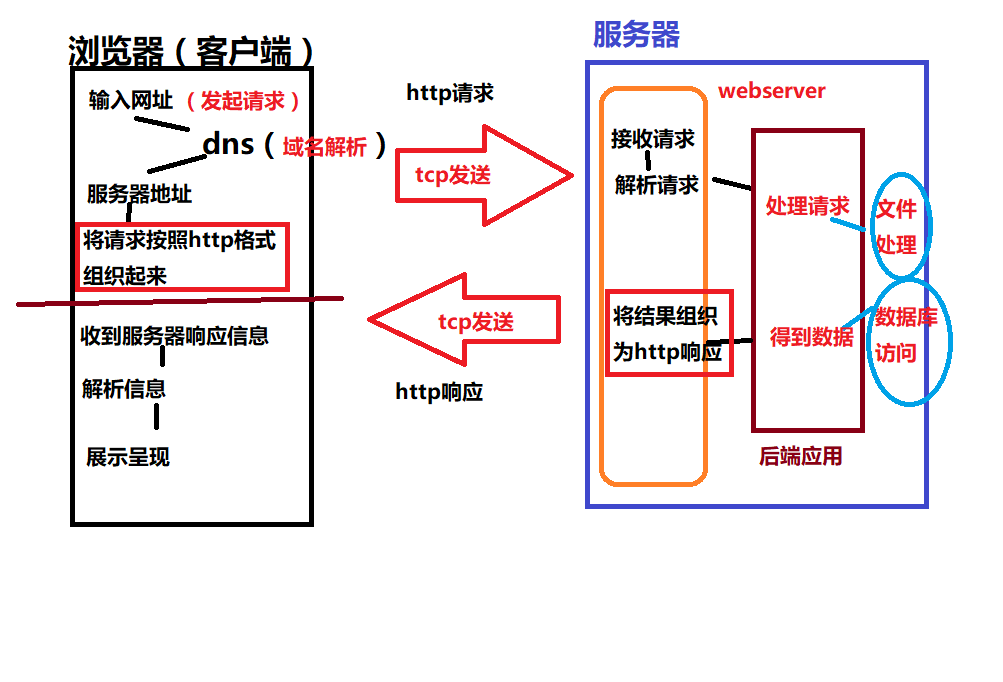 浏览器（客户端）
输入网址（发起请求）
dns（域名解析）
服务器地址
将请求按照http格式
组织起来
收到服务器响应信息
解析信息
展示呈现
http请求
tcp发送
tcp发送
http响应
服务器
webserver
接收请求
解析请求
将结果组织
为http响应
处理请求
得到数据
后端应用
文件
处理
数据库
访问